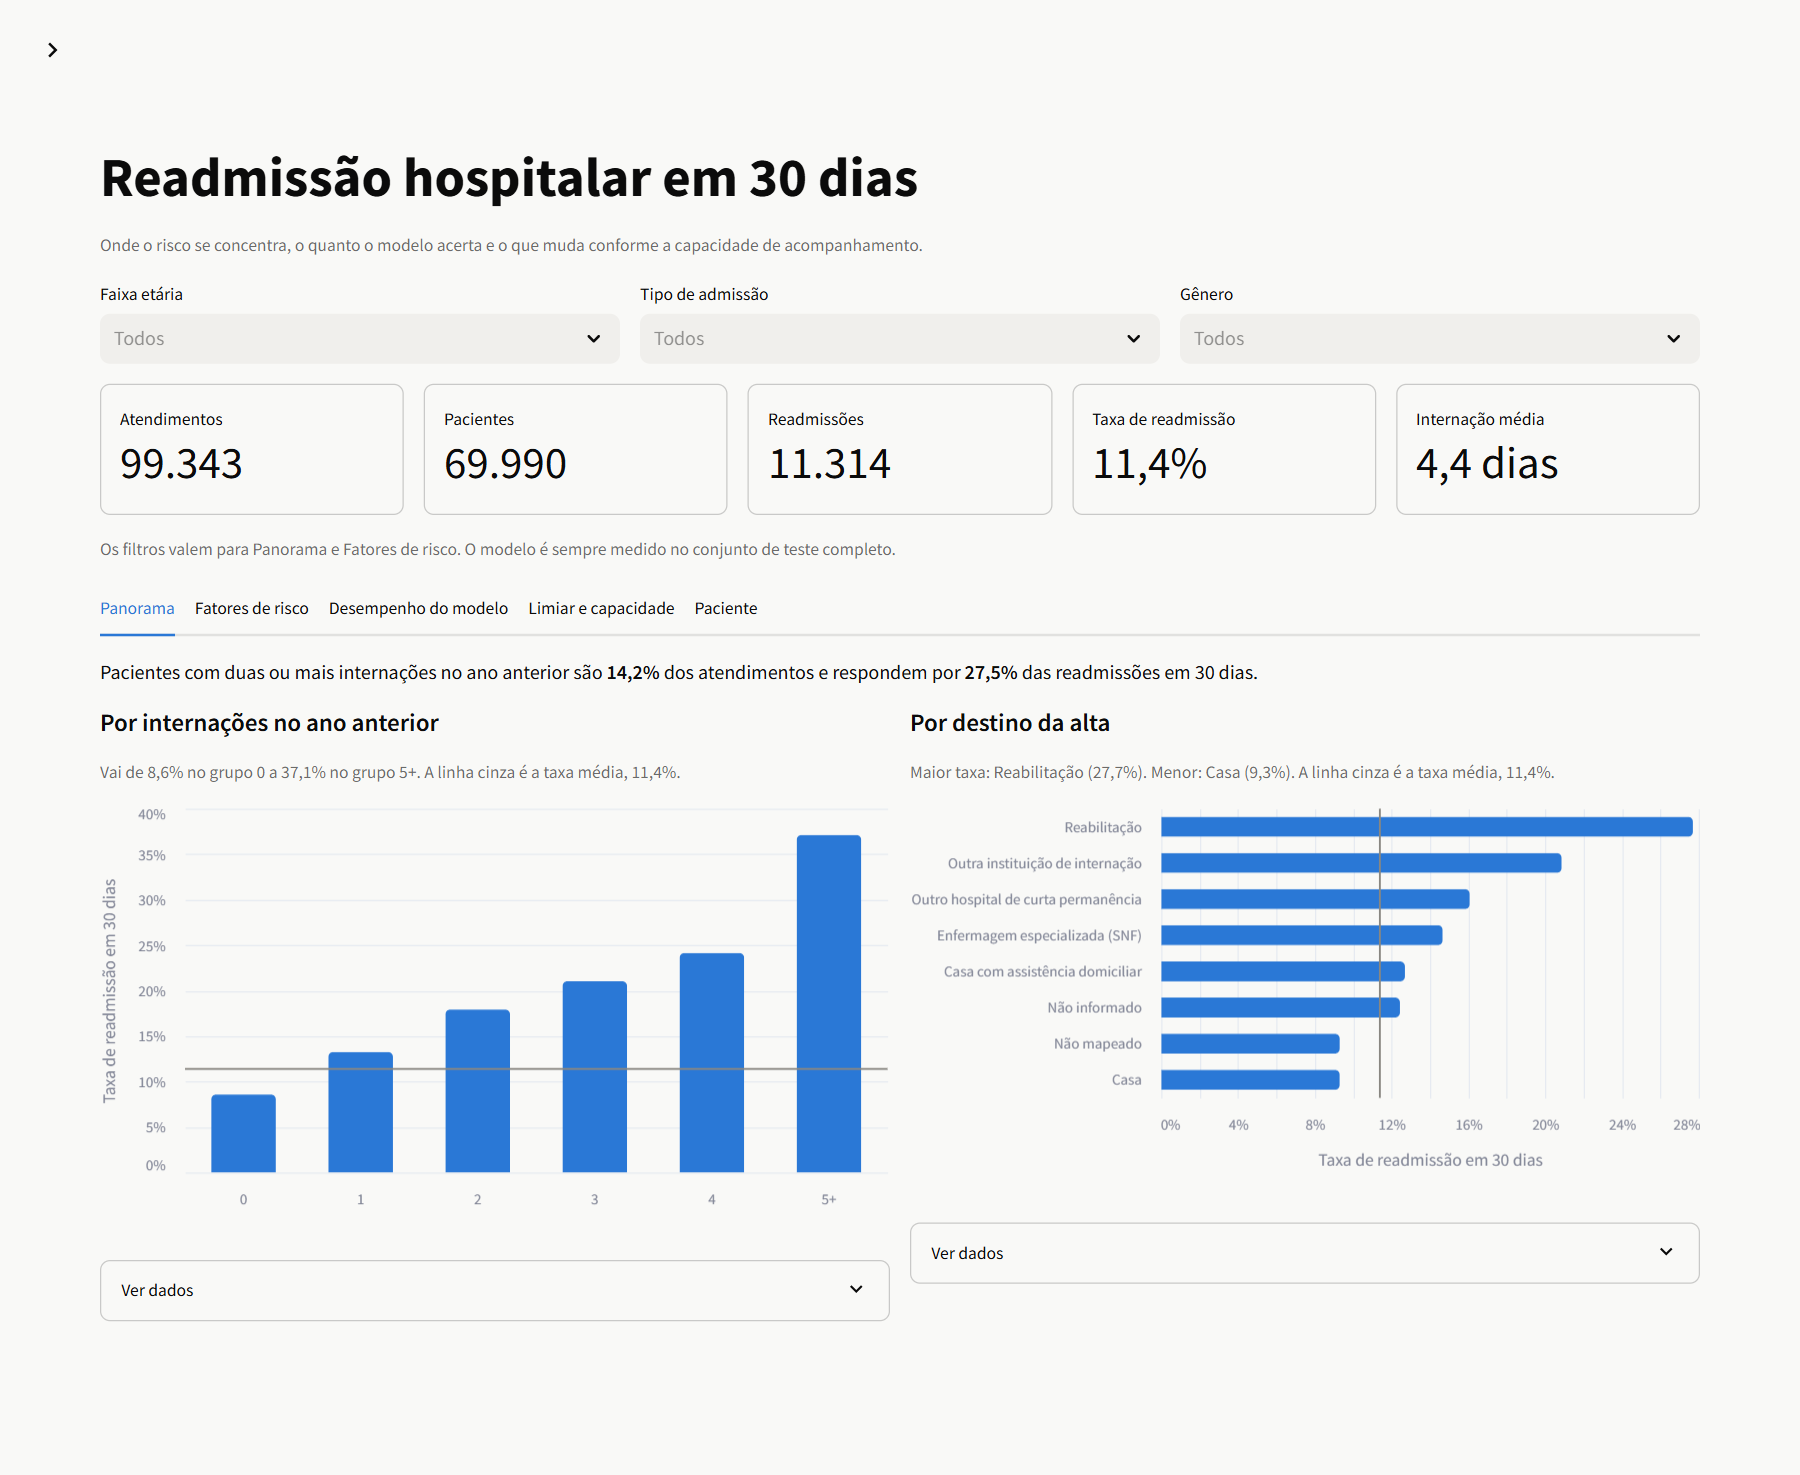 Readmissão hospitalar em 30 dias
Onde o risco se concentra, o quanto o modelo acerta e o que muda conforme a capacidade de acompanhamento.
Faixa etária
Todos
Tipo de admissão
Todos
Gênero
Todos
Atendimentos
99.343
Pacientes
69.990
Readmissões
11.314
Taxa de readmissão
11,4%
Internação média
4,4 dias
Os filtros valem para Panorama e Fatores de risco. O modelo é sempre medido no conjunto de teste completo.
Panorama Fatores de risco Desempenho do modelo Limiar e capacidade Paciente
Pacientes com duas ou mais internações no ano anterior são 14,2% dos atendimentos e respondem por 27,5% das readmissões em 30 dias.
Por internações no ano anterior
Vai de 8,6% no grupo 0 a 37,1% no grupo 5+. A linha cinza é a taxa média, 11,4%.
Taxa de readmissão em 30 dias
40%
35%
30%
25%
20%
15%
10%
5%
0%
0 1 2 3 4 5+
Ver dados
Por destino da alta
Maior taxa: Reabilitação (27,7%). Menor: Casa (9,3%). A linha cinza é a taxa média, 11,4%.
Reabilitação
Outra instituição de internação
Outro hospital de curta permanência
Enfermagem especializada (SNF)
Casa com assistência domiciliar
Não informado
Não mapeado
Casa
0% 4% 8% 12% 16% 20% 24% 28%
Taxa de readmissão em 30 dias
Ver dados